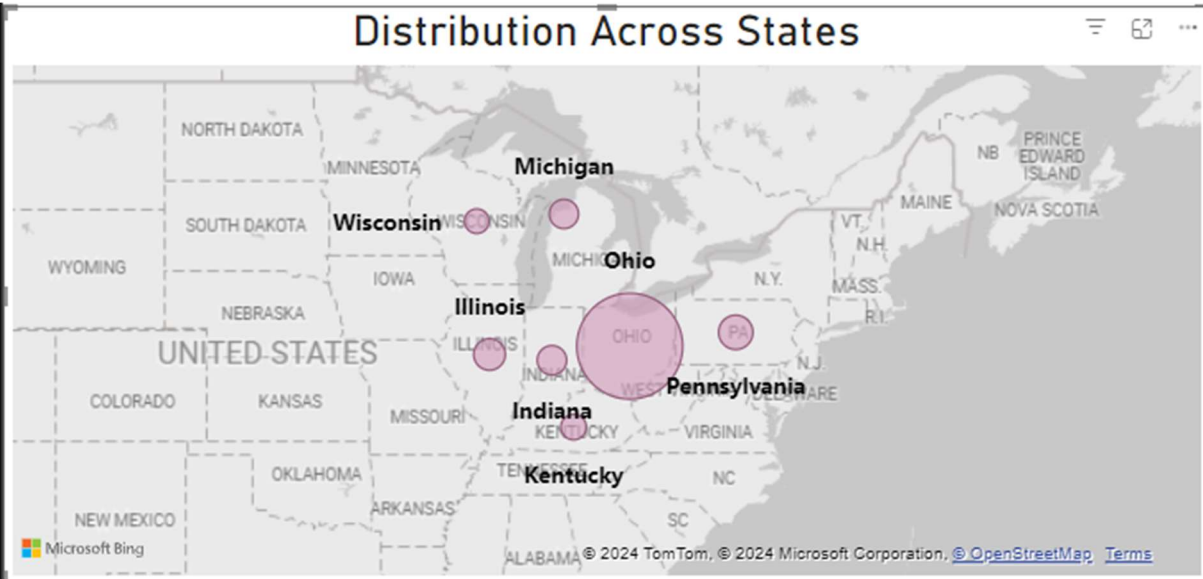 Distribution Across States
NORTH DAKOTA
MINNESOTA
Michigan
NB
PRINCE
EDWARD
ISLAND
SOUTH DAKOTA
Wisconsin
WISCONSIN
MAINE
NOVA SCOTIA
VT.
N.H.
WYOMING
IOWA
MICHIG
Ohio
N.Y.
MASS.
NEBRASKA
Illinois
R.I.
UNITED STATES
ILLINOIS
OHIO
PA
INDIANA
N.J.
COLORADO
KANSAS
MISSOURI
WEST VIRGINIA
Pennsylvania
DELAWARE
Indiana
KENTUCKY
VIRGINIA
OKLAHOMA
TENNESSEE
Kentucky
NC
NEW MEXICO
ARKANSAS
SC
Microsoft Bing
ALABAMA
© 2024 TomTom, © 2024 Microsoft Corporation, © OpenStreetMap Terms